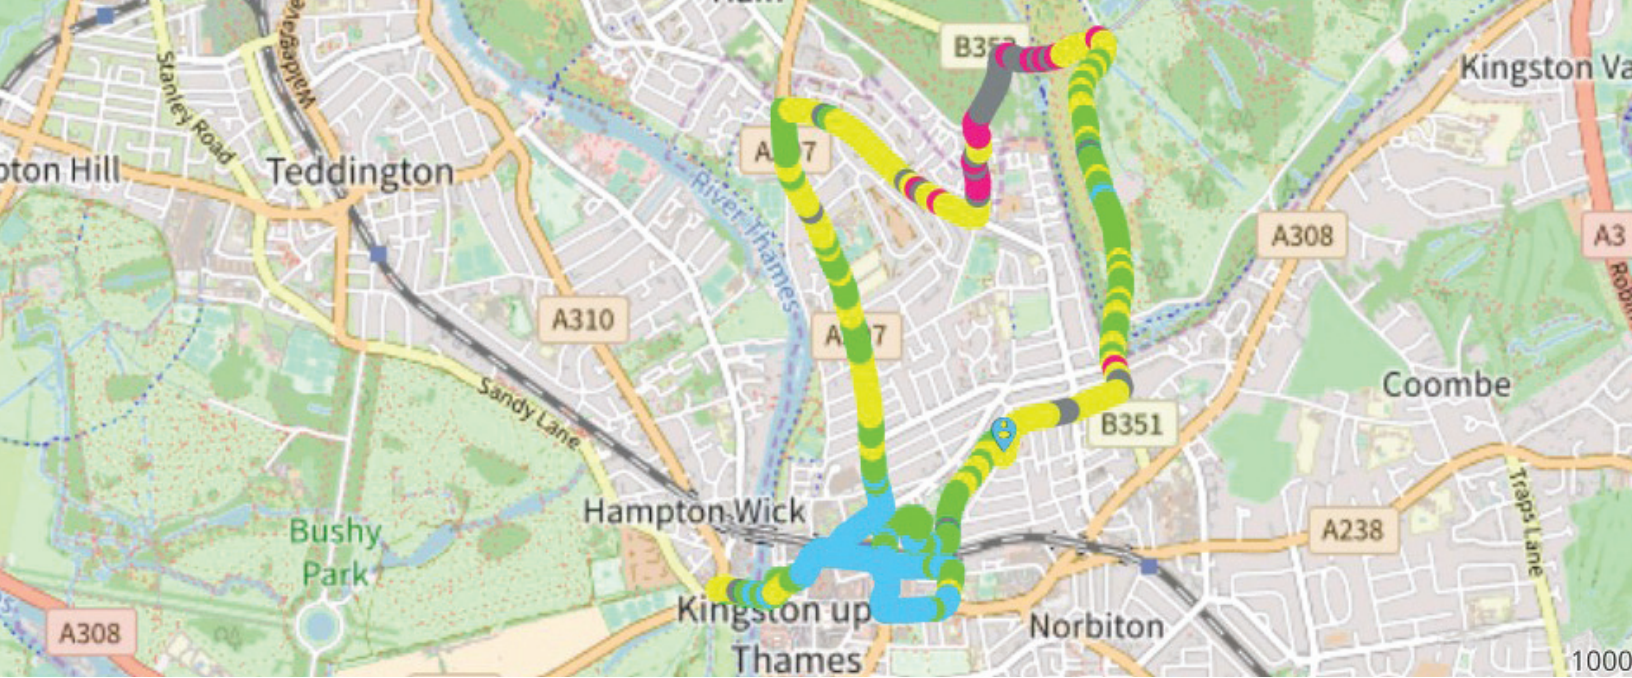 B353
Kingston Va
Stanley Road
Waldegrave
pton Hill
Teddington
River Thames
A308
A3
A310
Coombe
Sandy Lane
B351
Hampton Wick
Traps Lane
Bushy
Park
A238
A308
Kingston up
Thames
Norbiton
1000